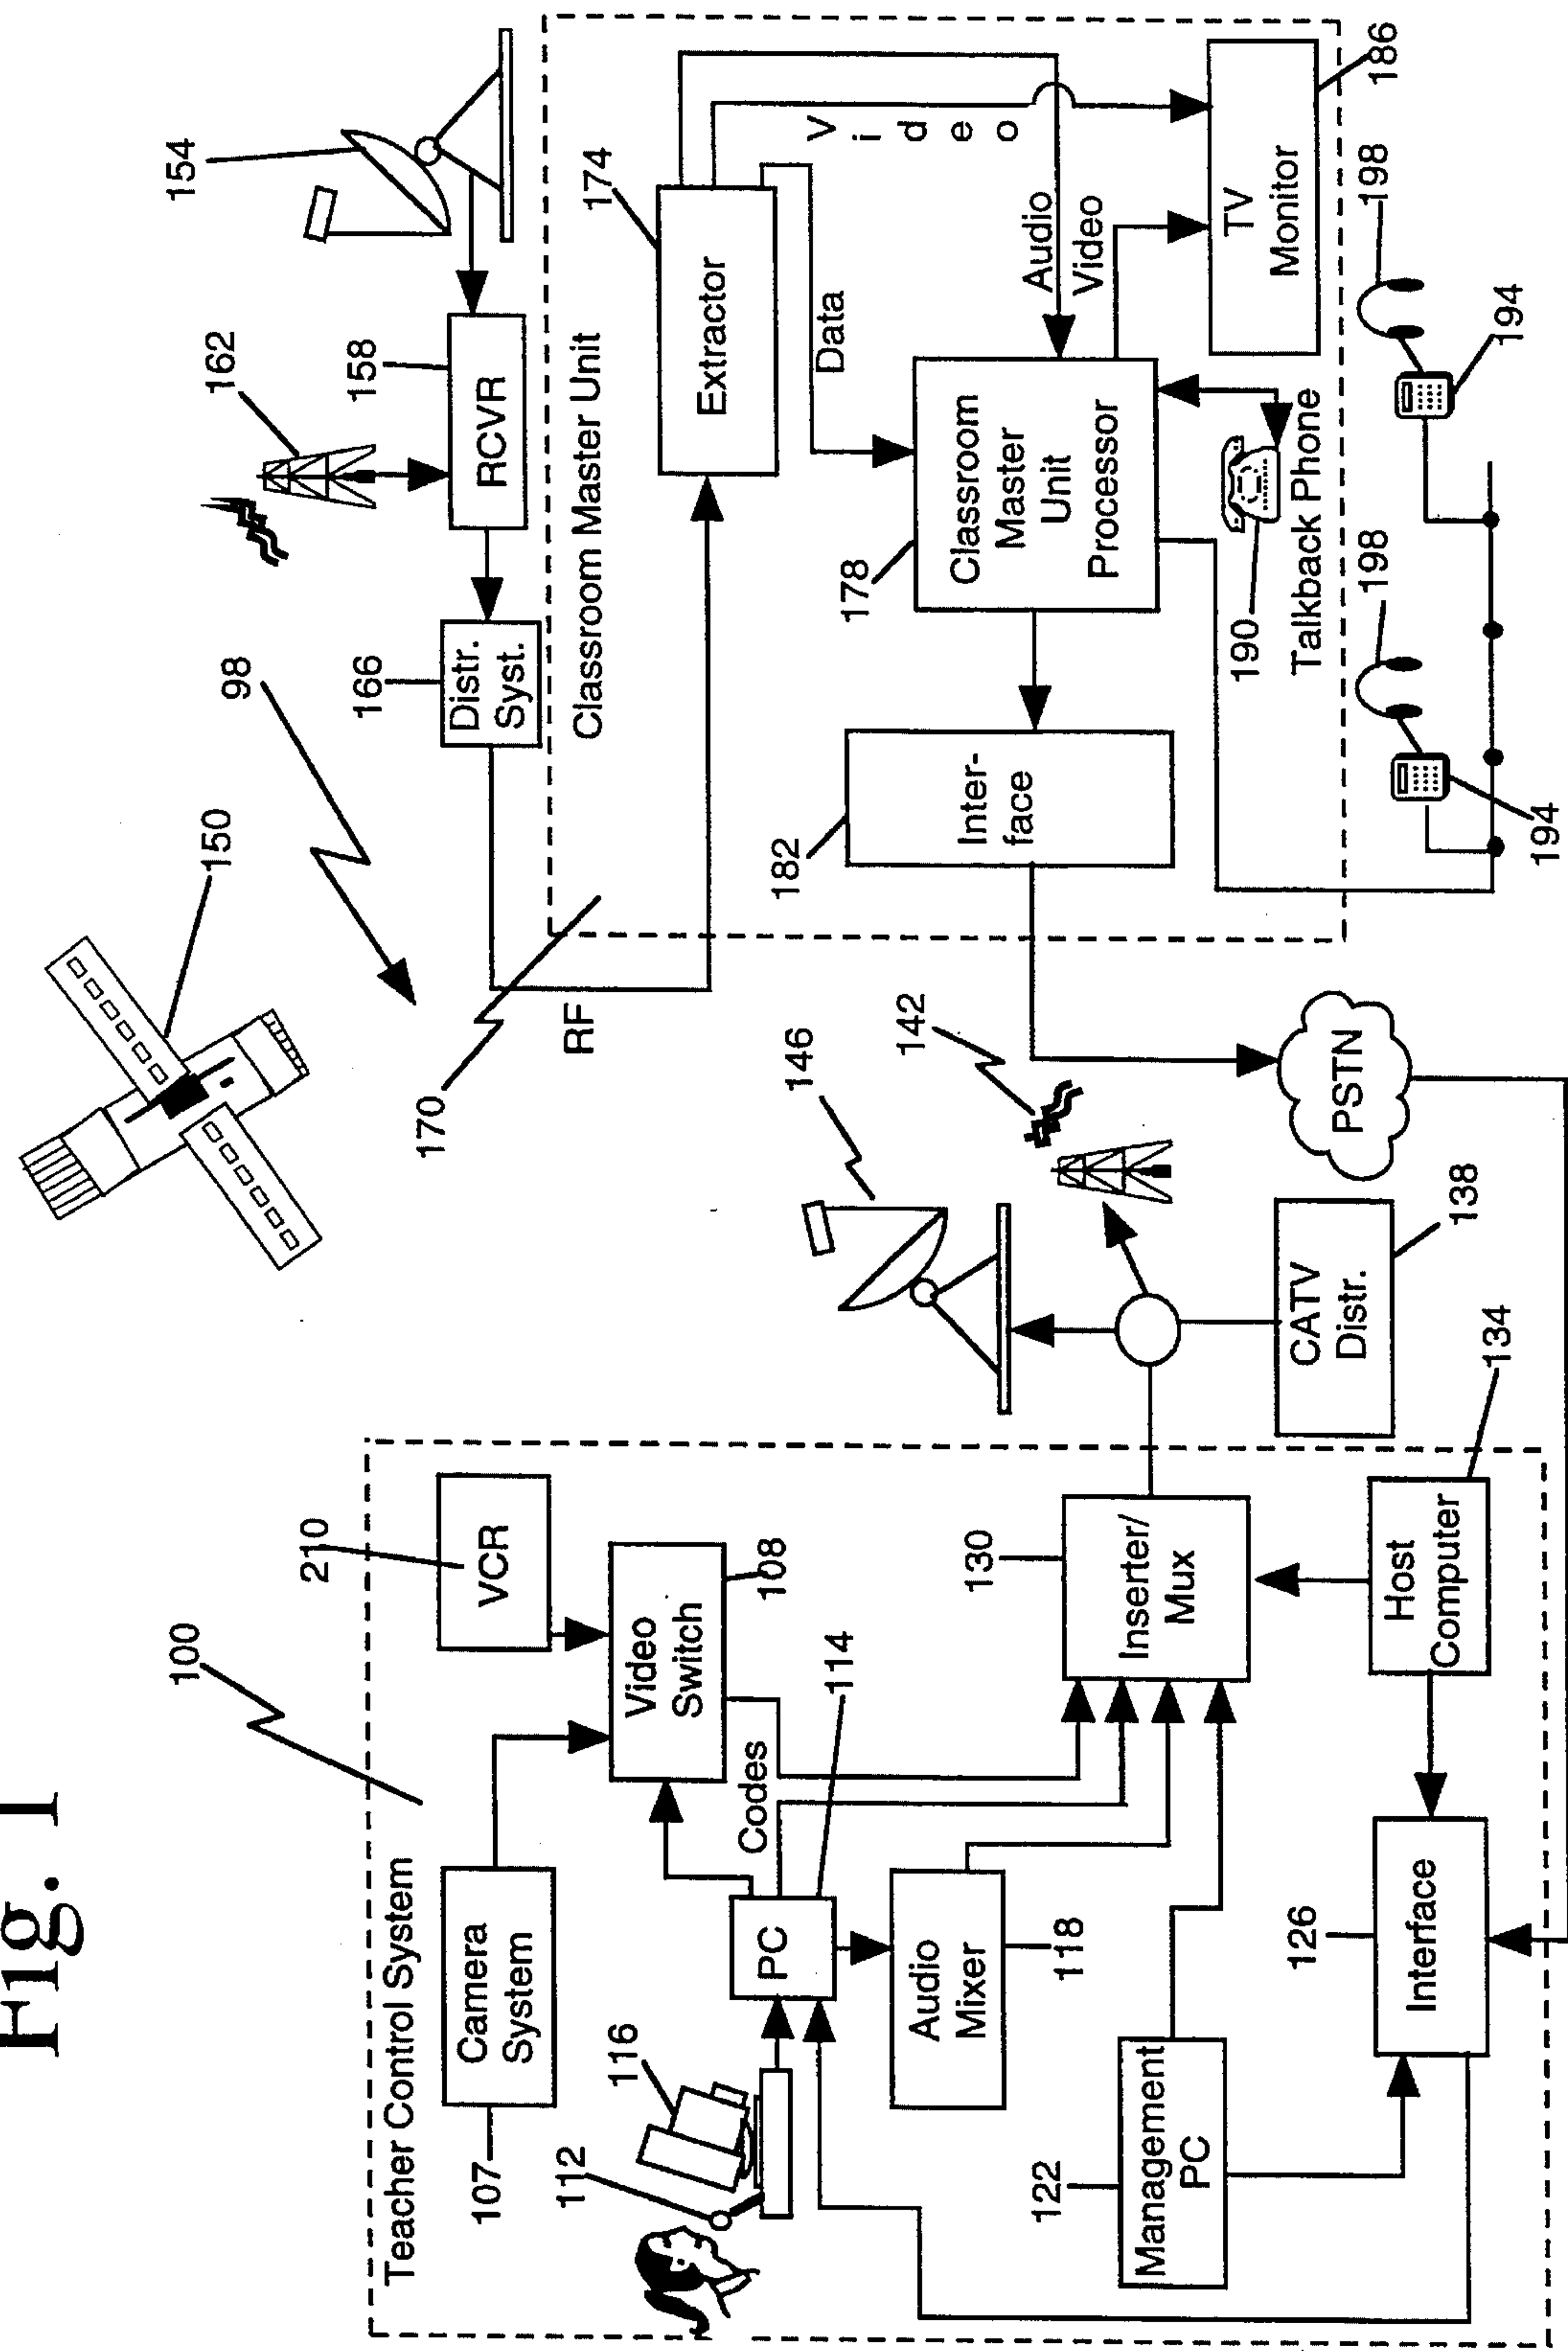 Fig. 1
100
Teacher Control System
210
VCR
Camera
System
107
Video
Switch
108
Codes
PC
114
116
112
Audio
Mixer
118
130
Inserter/
Mux
122
Management
PC
126
Interface
Host
Computer
134
146
142
CATV
Distr.
138
PSTN
150
98
170
RF
154
162
158
RCVR
166
Distr.
Syst.
Classroom Master Unit
174
Extractor
Data
Video
Audio
Video
178
Classroom
Master
Unit
Processor
182
Inter-
face
TV
Monitor
186
190
Talkback Phone
198
198
194
194